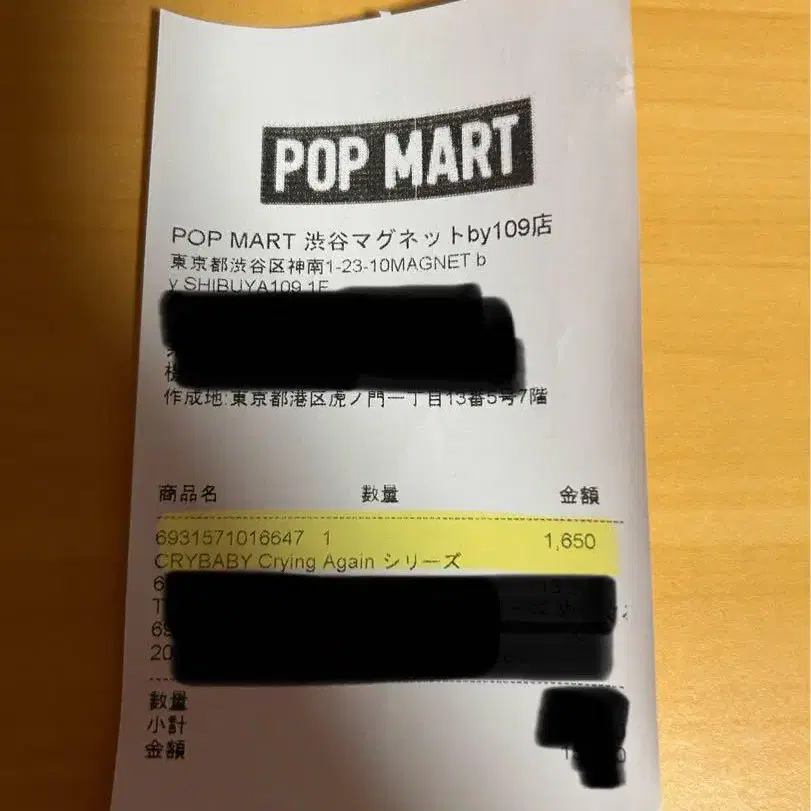 POP MART
POP MART 渋谷マグネットby109店
東京都渋谷区神南1-23-10MAGNET b
y SHIBUYA109 1F
作成地:東京都港区虎ノ門一丁目13番5号7階
商品名 数量 金額
6931571016647 1 1,650
CRYBABY Crying Again シリーズ
6
T
69
20
数量
小計
金額